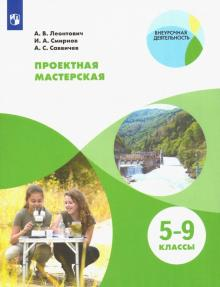 А. В. Леонтович
И. А. Смирнов
А. С. Саввичев
ВНЕУРОЧНАЯ
ДЕЯТЕЛЬНОСТЬ
ПРОЕКТНАЯ
МАСТЕРСКАЯ
5-9
КЛАССЫ